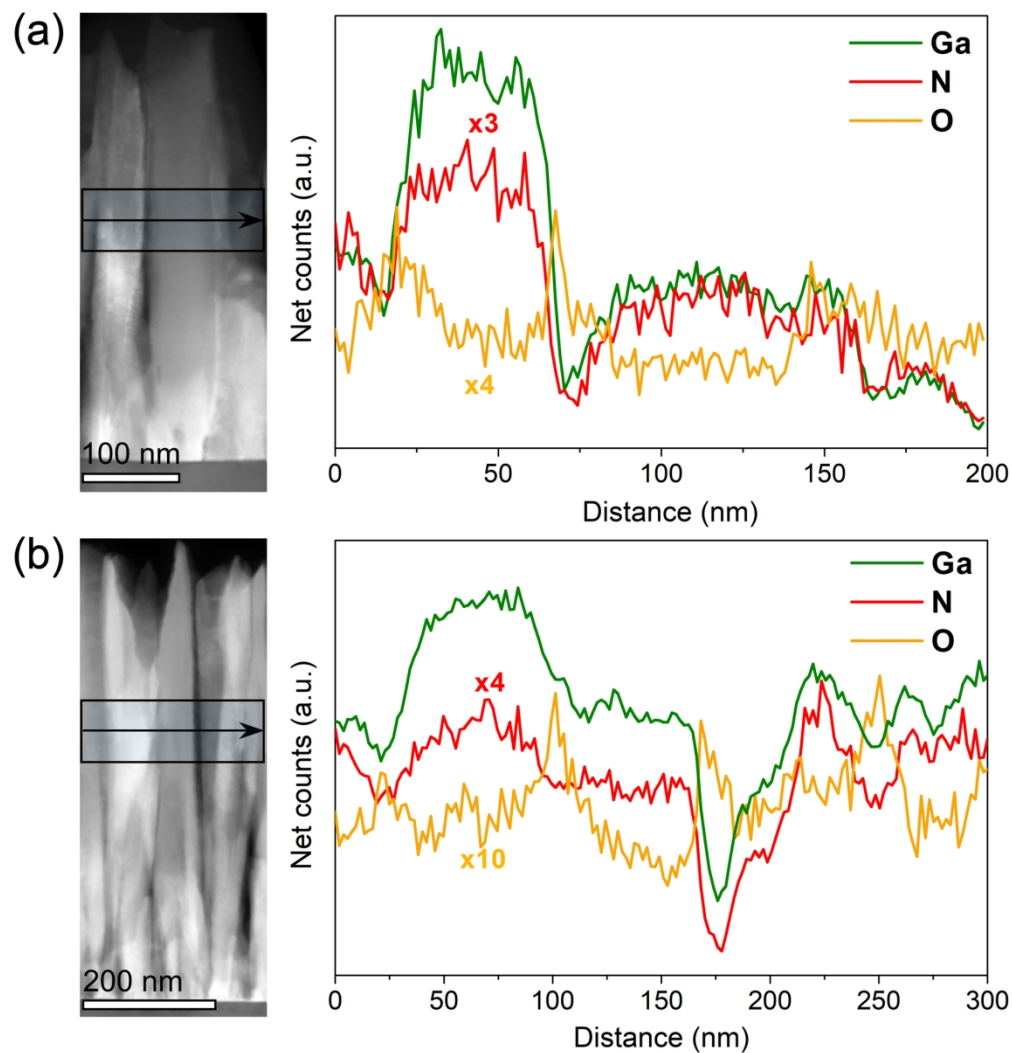 (a)
100 nm
Net counts (a.u.)
Ga
N
O
x3
x4
0 50 100 150 200
Distance (nm)
(b)
200 nm
Net counts (a.u.)
Ga
N
O
x4
x10
0 50 100 150 200 250 300
Distance (nm)